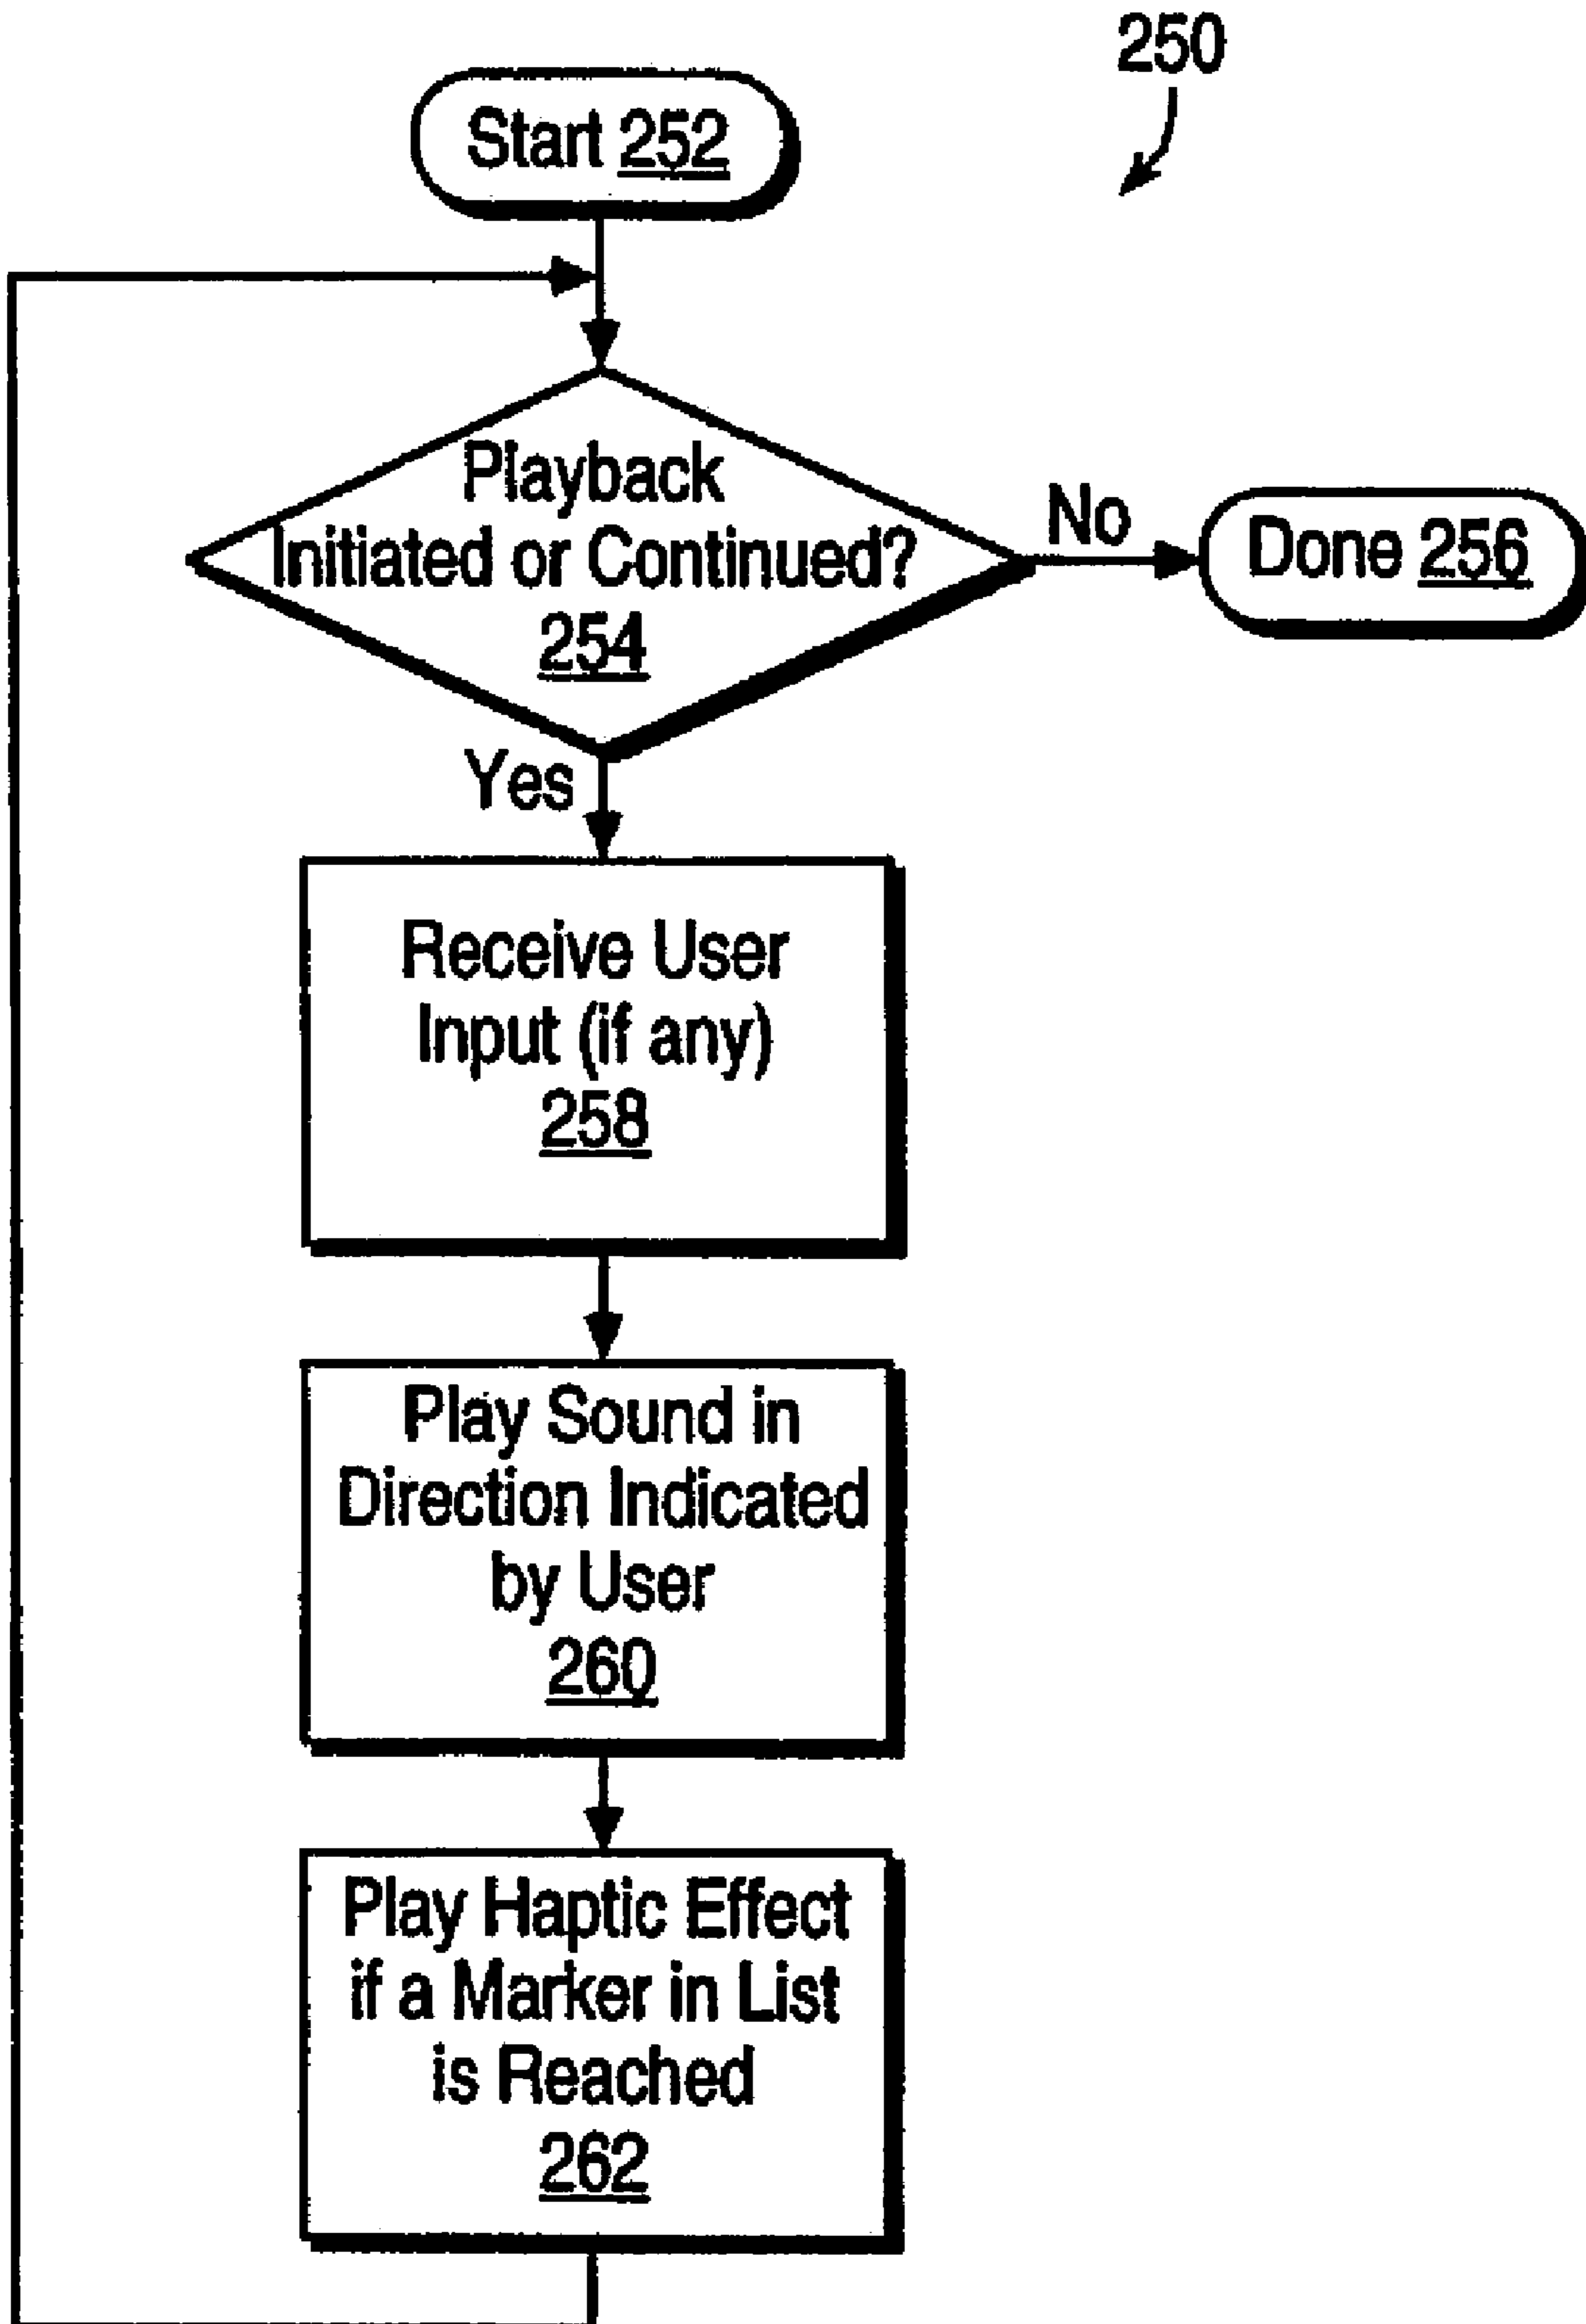 250
Start 252
Playback
Initiated or Continued?
254
No
Done 256
Yes
Receive User
Input (if any)
258
Play Sound in
Direction Indicated
by User
260
Play Haptic Effect
if a Marker in List
is Reached
262